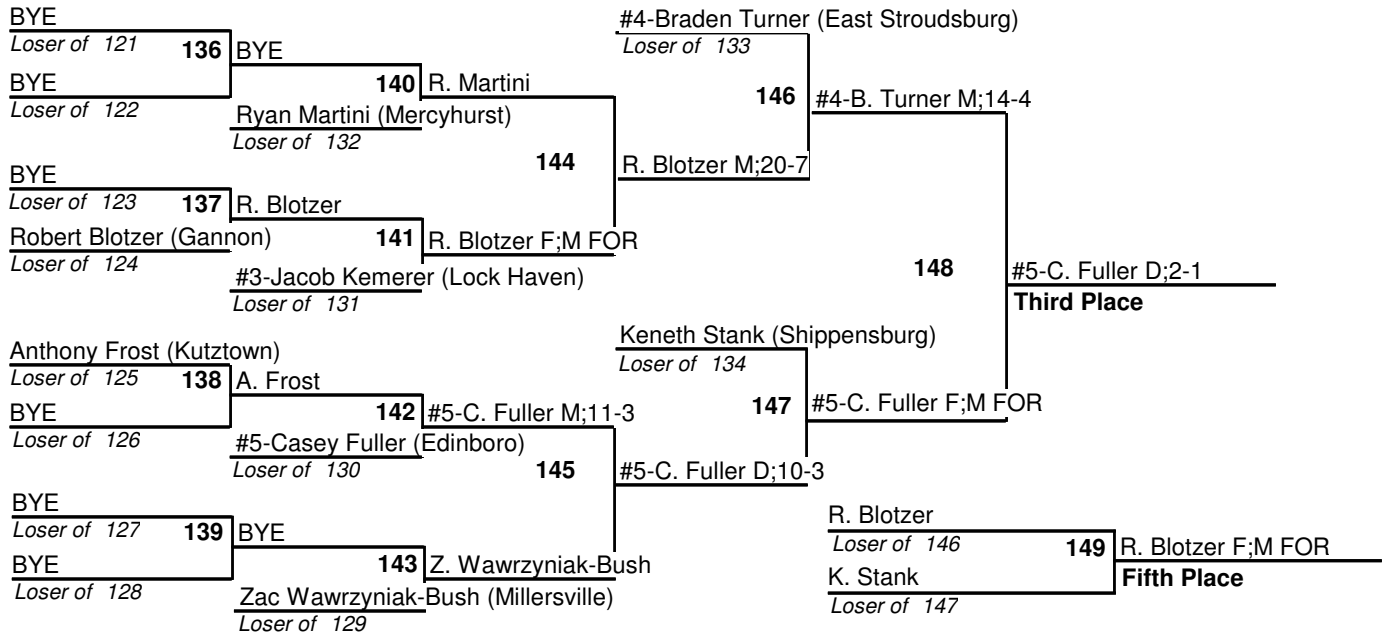 BYE
Loser of 121
136
BYE
BYE
Loser of 122
140
R. Martini
Ryan Martini (Mercyhurst)
Loser of 132
BYE
Loser of 123
137
R. Blotzer
Robert Blotzer (Gannon)
Loser of 124
141
R. Blotzer F;M FOR
#3-Jacob Kemerer (Lock Haven)
Loser of 131
144
R. Blotzer M;20-7
#4-Braden Turner (East Stroudsburg)
Loser of 133
146
#4-B. Turner M;14-4
Anthony Frost (Kutztown)
Loser of 125
138
A. Frost
BYE
Loser of 126
142
#5-C. Fuller M;11-3
#5-Casey Fuller (Edinboro)
Loser of 130
BYE
Loser of 127
139
BYE
BYE
Loser of 128
143
Z. Wawrzyniak-Bush
Zac Wawrzyniak-Bush (Millersville)
Loser of 129
145
#5-C. Fuller D;10-3
Keneth Stank (Shippensburg)
Loser of 134
147
#5-C. Fuller F;M FOR
148
#5-C. Fuller D;2-1
Third Place
R. Blotzer
Loser of 146
149
R. Blotzer F;M FOR
K. Stank
Fifth Place
Loser of 147